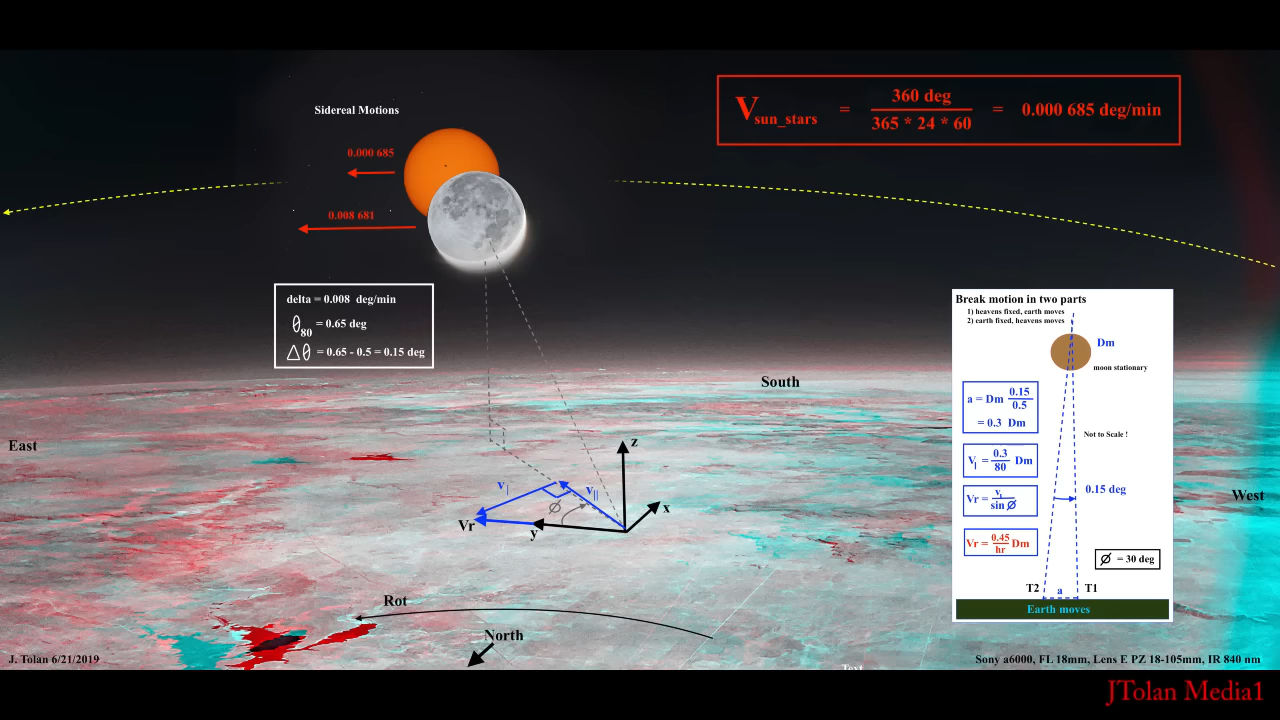 Sidereal Motions
V sun_stars = 360 deg / 365 * 24 * 60 = 0.000 685 deg/min
0.000 685
0.008 681
delta = 0.008 deg/min
θ80 = 0.65 deg
△θ = 0.65 - 0.5 = 0.15 deg
South
East
West
z
x
y
V|
V||
Ø
Vr
Rot
North
Break motion in two parts
1) heavens fixed, earth moves
2) earth fixed, heavens moves
Dm
moon stationary
a = Dm 0.15 / 0.5
= 0.3 Dm
Not to Scale !
V| = 0.3 / 80 Dm
0.15 deg
Vr = V| / sin Ø
Vr = 0.45 / hr Dm
Ø = 30 deg
T2 a T1
Earth moves
J. Tolan 6/21/2019
Text
Sony a6000, FL 18mm, Lens E PZ 18-105mm, IR 840 nm
JTolan Media1